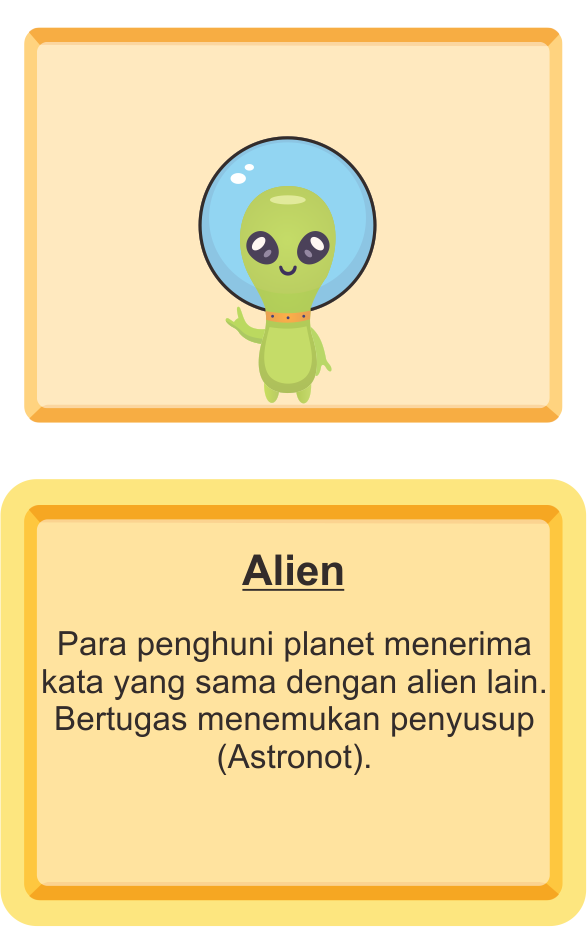 Alien
Para penghuni planet menerima
kata yang sama dengan alien lain.
Bertugas menemukan penyusup
(Astronot).